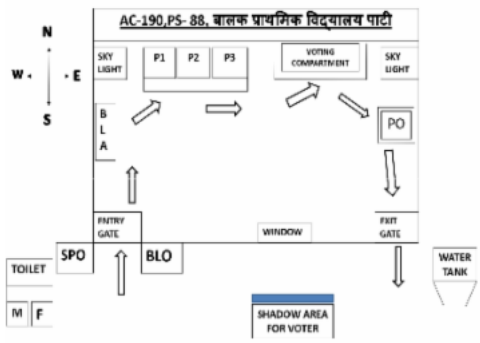 AC-190,PS- 88, बालक प्राथमिक विद्यालय पाटी
N
W
E
S
SKY
LIGHT
P1
P2
P3
VOTING
COMPARTMENT
SKY
LIGHT
B
L
A
PO
ENTRY
GATE
WINDOW
EXIT
GATE
SPO
BLO
TOILET
M
F
WATER
TANK
SHADOW AREA
FOR VOTER